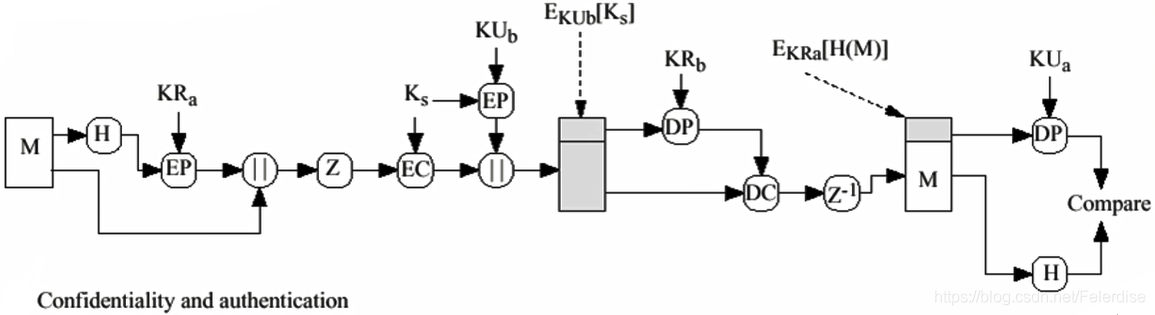 E_KUb[K_s]
KU_b
E_KRa[H(M)]
KR_b
KU_a
KR_a
K_s
EP
M
H
DP
DP
EP
||
Z
EC
||
M
DC
Z⁻¹
Compare
H
Confidentiality and authentication
https://blog.csdn.net/Felerdise